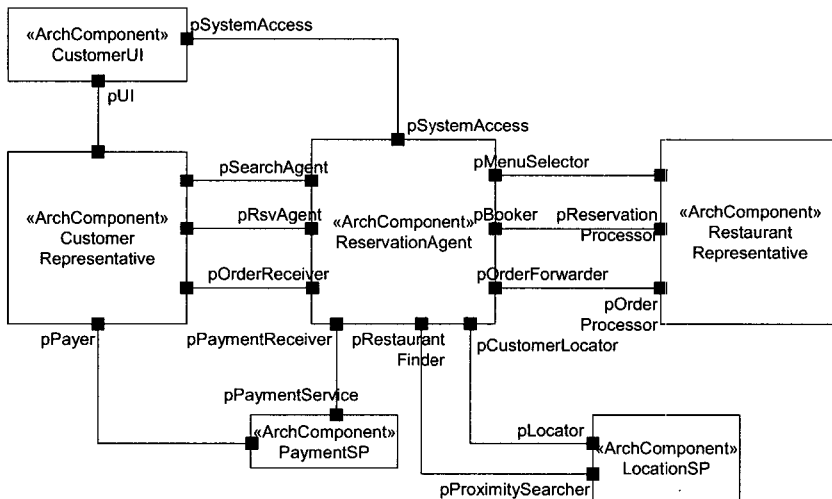 pSystemAccess
«ArchComponent»
CustomerUI
pUI
pSystemAccess
pSearchAgent
pMenuSelector
«ArchComponent»
Customer
Representative
pRsvAgent
«ArchComponent»
ReservationAgent
pBooker
pReservation
Processor
«ArchComponent»
Restaurant
Representative
pOrderReceiver
pOrderForwarder
pOrder
Processor
pPayer
pPaymentReceiver
pRestaurant
Finder
pCustomerLocator
pPaymentService
«ArchComponent»
PaymentSP
pLocator
«ArchComponent»
LocationSP
pProximitySearcher